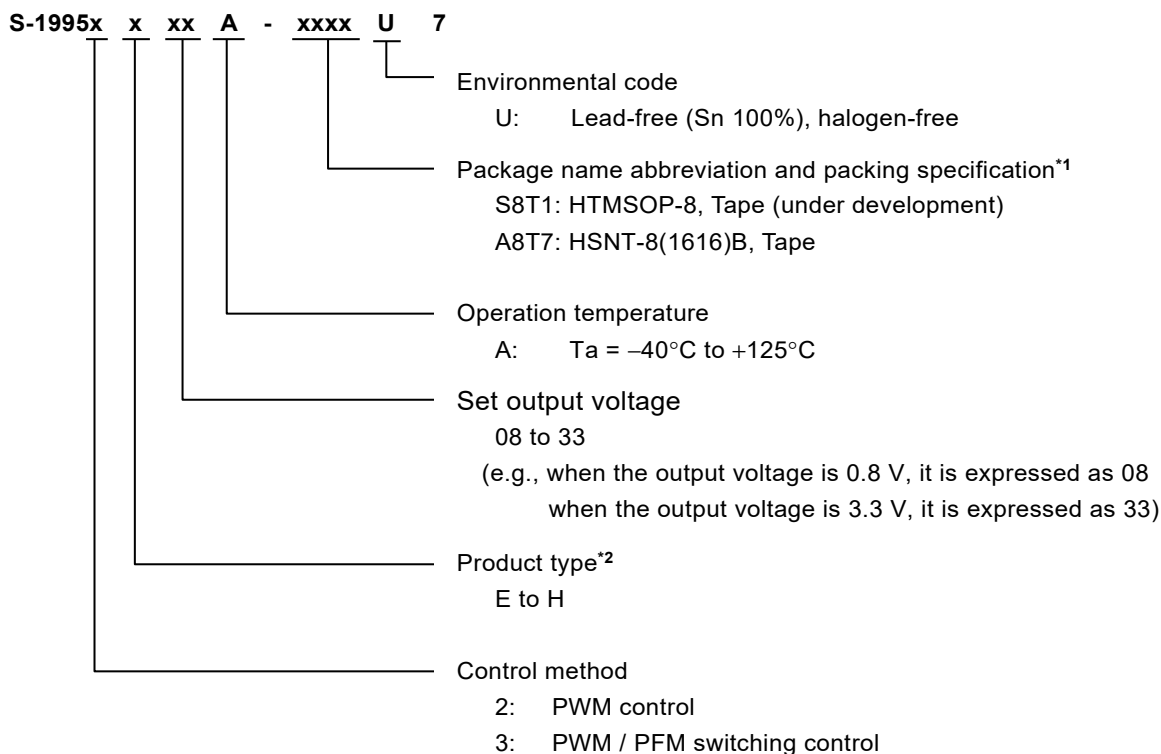 S-1995x x xx A - xxxx U 7
Environmental code
U: Lead-free (Sn 100%), halogen-free
Package name abbreviation and packing specification*1
S8T1: HTMSOP-8, Tape (under development)
A8T7: HSNT-8(1616)B, Tape
Operation temperature
A: Ta = −40°C to +125°C
Set output voltage
08 to 33
(e.g., when the output voltage is 0.8 V, it is expressed as 08
when the output voltage is 3.3 V, it is expressed as 33)
Product type*2
E to H
Control method
2: PWM control
3: PWM / PFM switching control